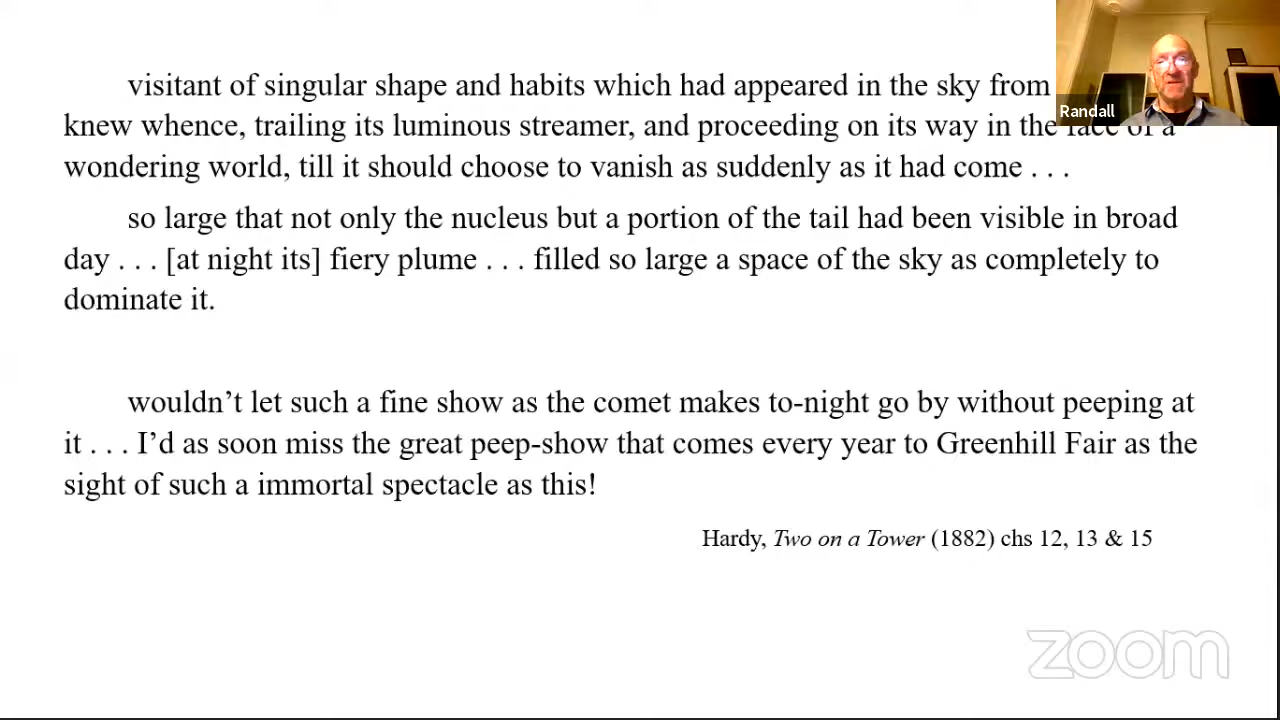 visitant of singular shape and habits which had appeared in the sky from
knew whence, trailing its luminous streamer, and proceeding on its way in the face of a
wondering world, till it should choose to vanish as suddenly as it had come . . .
so large that not only the nucleus but a portion of the tail had been visible in broad
day . . . [at night its] fiery plume . . . filled so large a space of the sky as completely to
dominate it.
wouldn’t let such a fine show as the comet makes to-night go by without peeping at
it . . . I’d as soon miss the great peep-show that comes every year to Greenhill Fair as the
sight of such a immortal spectacle as this!
Hardy, Two on a Tower (1882) chs 12, 13 & 15
Randall
zoom